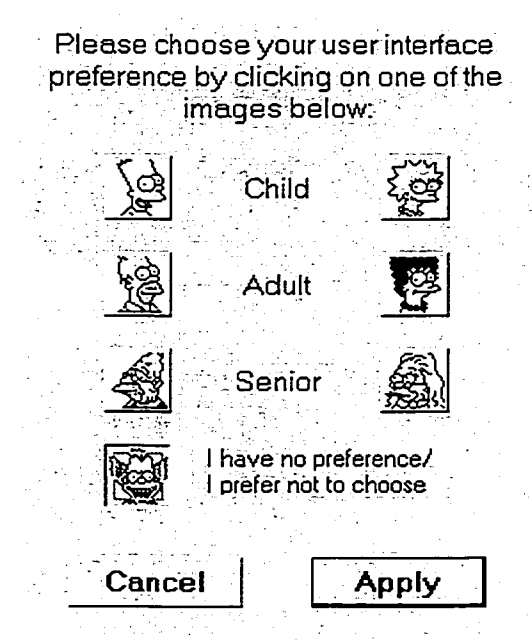 Please choose your user interface
preference by clicking on one of the
images below:
Child
Adult
Senior
I have no preference/
I prefer not to choose
Cancel
Apply